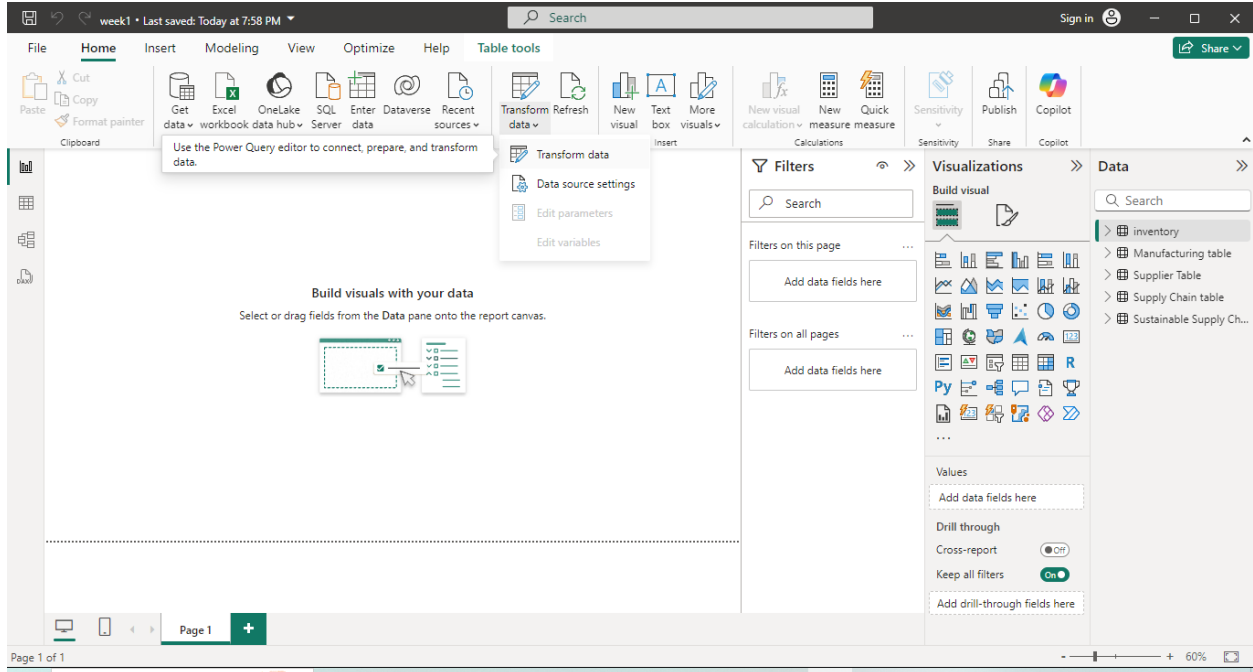 week1 • Last saved: Today at 7:58 PM
Search
Sign in
File Home Insert Modeling View Optimize Help Table tools
Share
Paste
Cut
Copy
Format painter
Clipboard
Get data
Excel workbook
OneLake data hub
SQL Server
Enter data
Dataverse
Recent sources
Transform data
Refresh
New visual
Text box
More visuals
Insert
New visual calculation
New measure
Quick measure
Calculations
Sensitivity
Sensitivity
Publish
Share
Copilot
Copilot
Use the Power Query editor to connect, prepare, and transform
data.
Transform data
Data source settings
Edit parameters
Edit variables
Build visuals with your data
Select or drag fields from the Data pane onto the report canvas.
Filters
Search
Filters on this page
...
Add data fields here
Filters on all pages
...
Add data fields here
Visualizations
Build visual
123
R
Py
123
...
Values
Add data fields here
Drill through
Cross-report
Off
Keep all filters
On
Add drill-through fields here
Data
Search
inventory
Manufacturing table
Supplier Table
Supply Chain table
Sustainable Supply Ch...
Page 1
+
Page 1 of 1
- + 60%